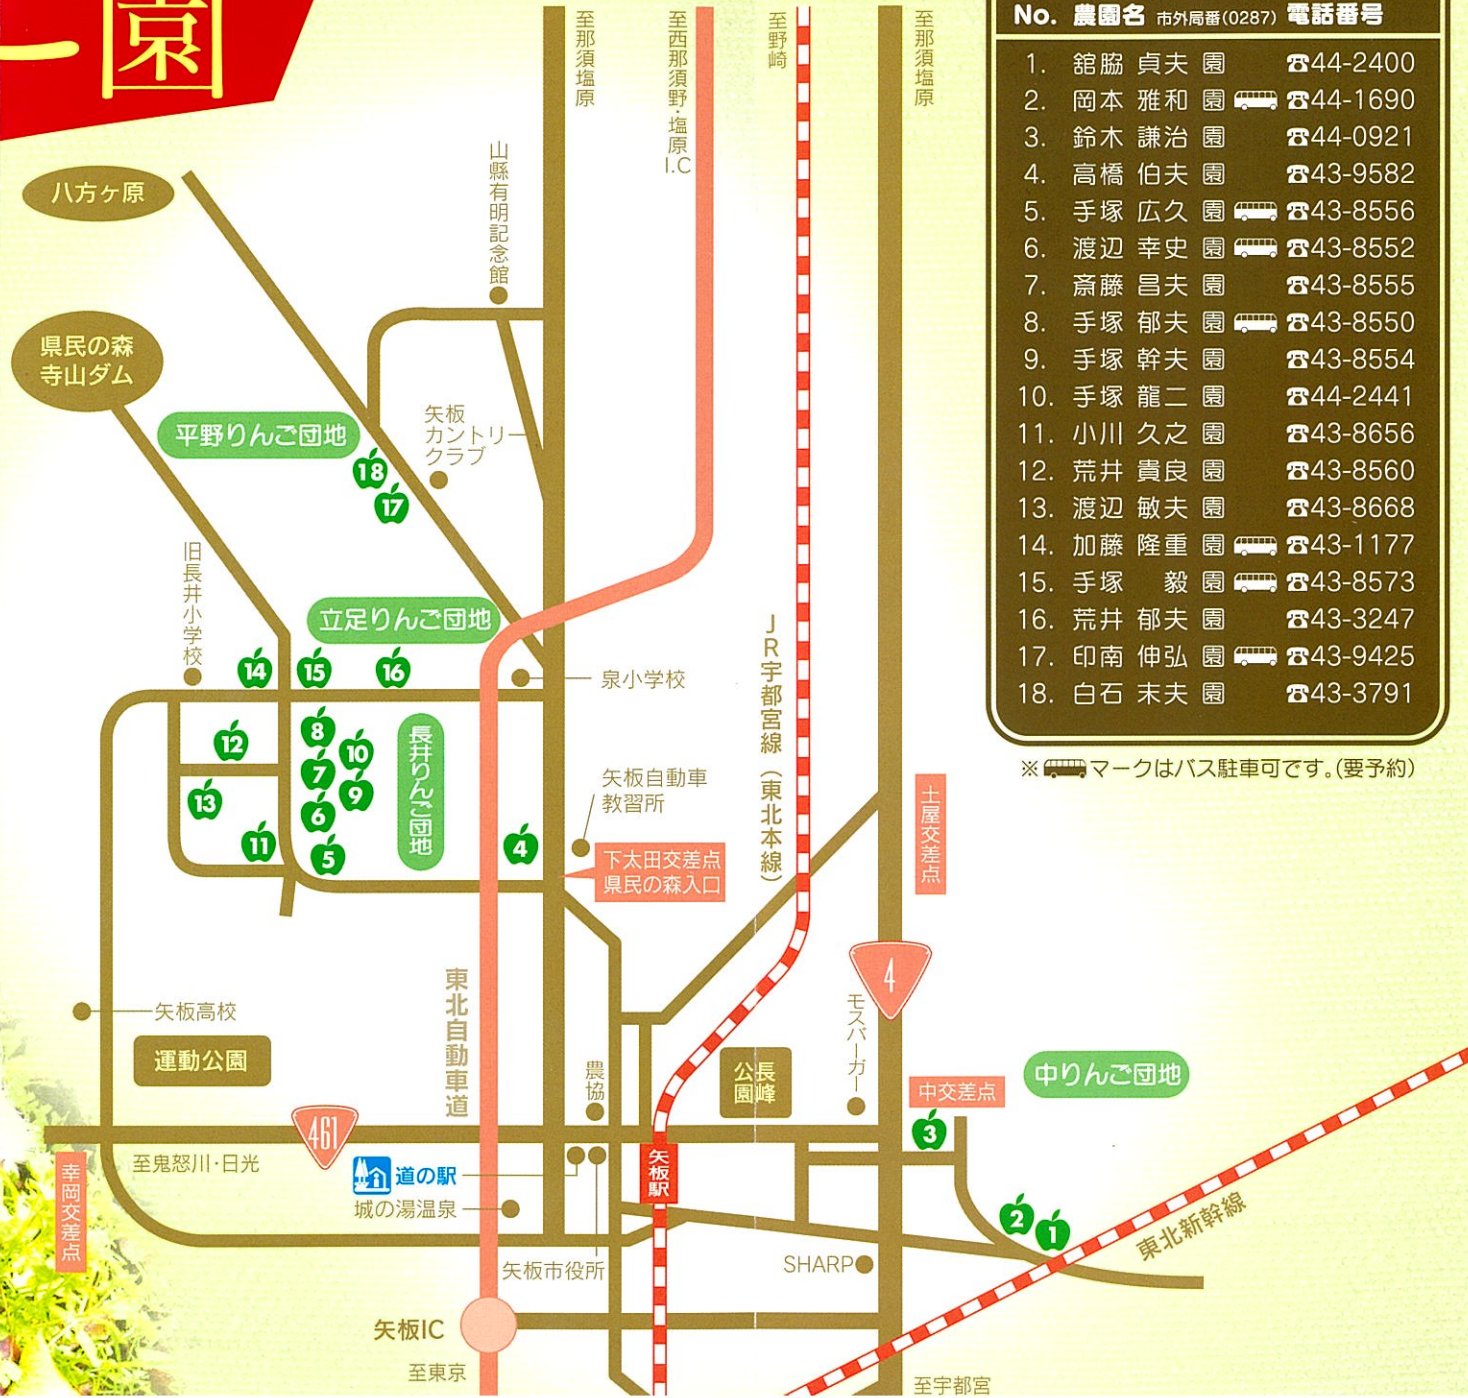 ー園
No. 農園名 市外局番(0287) 電話番号
1. 舘脇 貞夫 園 ☎44-2400
2. 岡本 雅和 園 ☎44-1690
3. 鈴木 謙治 園 ☎44-0921
4. 高橋 伯夫 園 ☎43-9582
5. 手塚 広久 園 ☎43-8556
6. 渡辺 幸史 園 ☎43-8552
7. 斎藤 昌夫 園 ☎43-8555
8. 手塚 郁夫 園 ☎43-8550
9. 手塚 幹夫 園 ☎43-8554
10. 手塚 龍二 園 ☎44-2441
11. 小川 久之 園 ☎43-8656
12. 荒井 貴良 園 ☎43-8560
13. 渡辺 敏夫 園 ☎43-8668
14. 加藤 隆重 園 ☎43-1177
15. 手塚 毅 園 ☎43-8573
16. 荒井 郁夫 園 ☎43-3247
17. 印南 伸弘 園 ☎43-9425
18. 白石 末夫 園 ☎43-3791
※マークはバス駐車可です。(要予約)
至那須塩原
至西那須野・塩原I.C
至野崎
至那須塩原
山縣有朋記念館
八方ヶ原
県民の森
寺山ダム
平野りんご団地
18
17
矢板
カントリー
クラブ
旧長井小学校
立足りんご団地
14
15
16
泉小学校
JR宇都宮線(東北本線)
8
12
10
7
9
13
6
11
5
長井りんご団地
4
矢板自動車
教習所
下太田交差点
県民の森入口
土屋交差点
4
東北自動車道
矢板高校
運動公園
農協
長峰
公園
モスバーガー
中交差点
3
中りんご団地
461
至鬼怒川・日光
幸岡交差点
道の駅
城の湯温泉
矢板駅
2
1
東北新幹線
矢板市役所
SHARP
矢板IC
至東京
至宇都宮